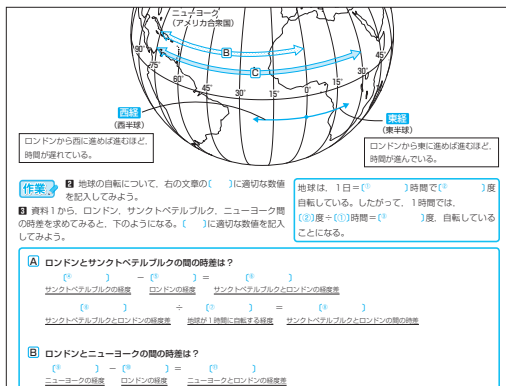 ニューヨーク
(アメリカ合衆国)
B
C
90°
75°
60°
45°
30°
15°
0°
15°
30°
45°
西経
(西半球)
東経
(東半球)
ロンドンから西に進めば進むほど,
時間が遅れている。
ロンドンから東に進めば進むほど,
時間が進んでいる。
作業
2 地球の自転について,右の文章の〔 〕に適切な数値
を記入してみよう。
3 資料1から,ロンドン,サンクトペテルブルク,ニューヨーク間
の時差を求めてみると,下のようになる。〔 〕に適切な数値を記入
してみよう。
地球は,1日=〔① 〕時間で〔② 〕度
自転している。したがって,1時間では,
〔②〕度÷〔①〕時間=〔③ 〕度,自転している
ことになる。
A ロンドンとサンクトペテルブルクの間の時差は?
〔④ 〕 − 〔⑤ 〕 = 〔⑥ 〕
サンクトペテルブルクの経度 ロンドンの経度 サンクトペテルブルクとロンドンの経度差
〔⑥ 〕 ÷ 〔⑦ 〕 = 〔⑧ 〕
サンクトペテルブルクとロンドンの経度差 地球が1時間に自転する経度 サンクトペテルブルクとロンドンの間の時差
B ロンドンとニューヨークの間の時差は?
〔⑨ 〕 − 〔⑩ 〕 = 〔⑪ 〕
ニューヨークの経度 ロンドンの経度 ニューヨークとロンドンの経度差